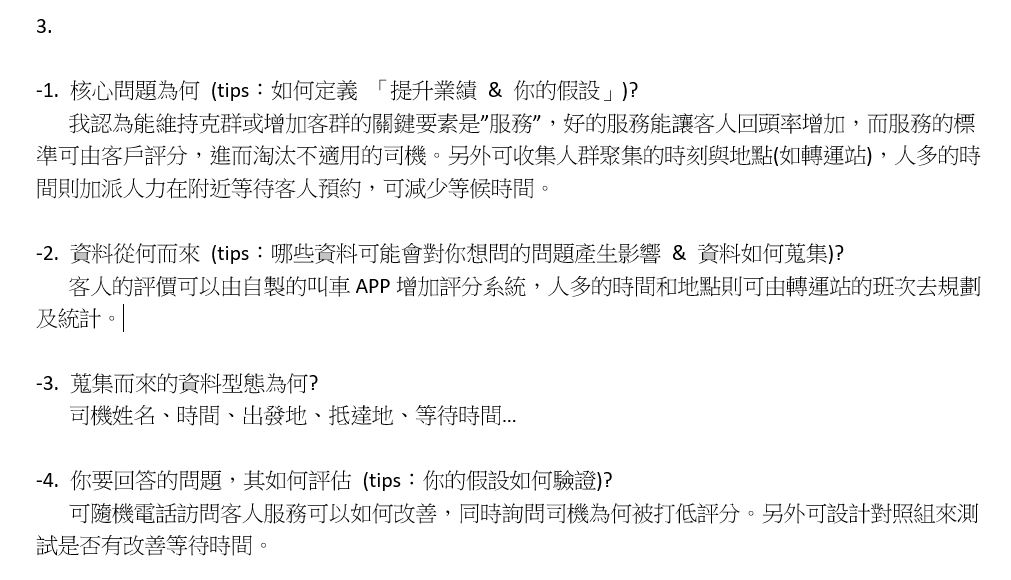 3.
-1. 核心問題為何 (tips：如何定義 「提升業績 & 你的假設」)?
我認為能維持克群或增加客群的關鍵要素是”服務”，好的服務能讓客人回頭率增加，而服務的標
準可由客戶評分，進而淘汰不適用的司機。另外可收集人群聚集的時刻與地點(如轉運站)，人多的時
間則加派人力在附近等待客人預約，可減少等候時間。
-2. 資料從何而來 (tips：哪些資料可能會對你想問的問題產生影響 & 資料如何蒐集)?
客人的評價可以由自製的叫車 APP 增加評分系統，人多的時間和地點則可由轉運站的班次去規劃
及統計。
-3. 蒐集而來的資料型態為何?
司機姓名、時間、出發地、抵達地、等待時間...
-4. 你要回答的問題，其如何評估 (tips：你的假設如何驗證)?
可隨機電話訪問客人服務可以如何改善，同時詢問司機為何被打低評分。另外可設計對照組來測
試是否有改善等待時間。